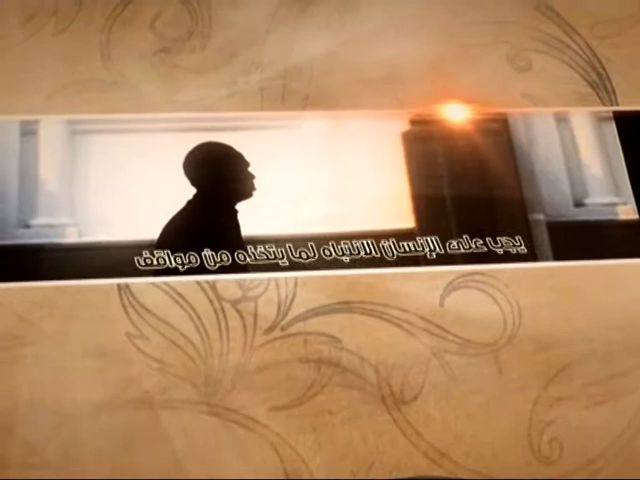 يجب على الإنسان الانتباه لما يتخذه من مواقف